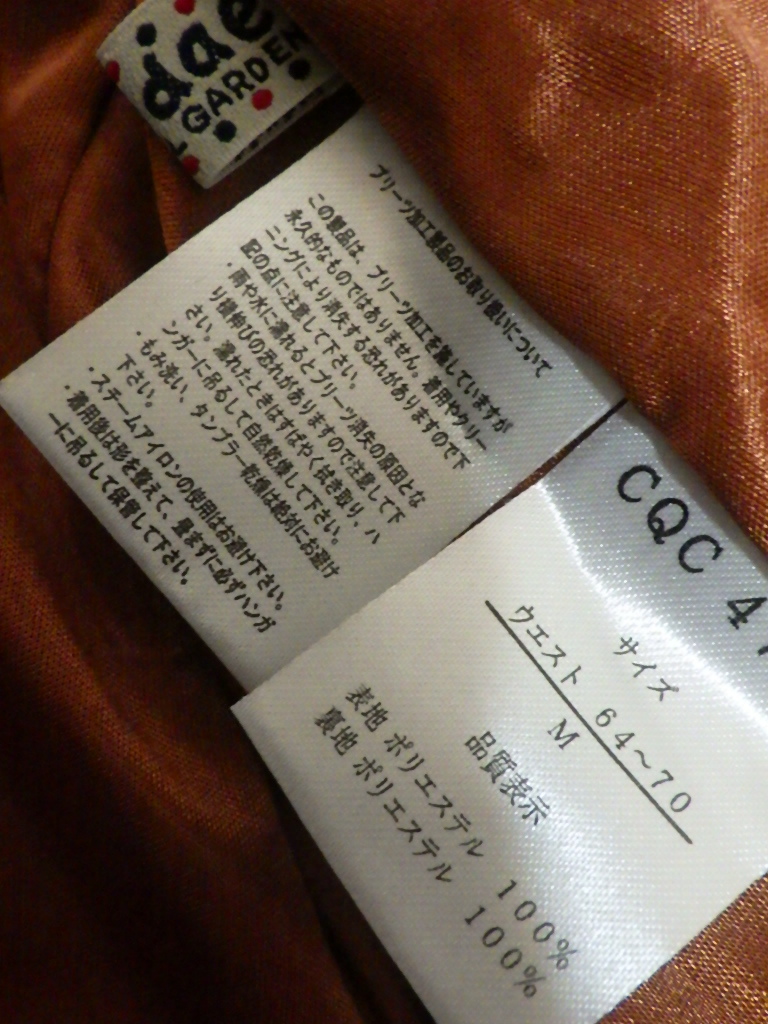 GARDEN
プリーツ加工製品のお取り扱いについて
この製品は、プリーツ加工を施していますが
永久的なものではありません。着用やクリー
ニングにより消失する恐れがありますので下
記の点に注意して下さい。
・雨や水に濡れるとプリーツ消失の原因とな
り横伸びの恐れがありますので注意して下
さい。濡れたときはすばやく拭き取り、ハ
ンガーに吊るして自然乾燥して下さい。
・もみ洗い、タンブラー乾燥は絶対にお避け
下さい。
・スチームアイロンの使用はお避け下さい。
・着用後は形を整えて、畳まずに必ずハンガ
ーに吊るして保管して下さい。
CQC 4
サイズ
ウエスト 64～70
M
品質表示
表地 ポリエステル 100%
裏地 ポリエステル 100%